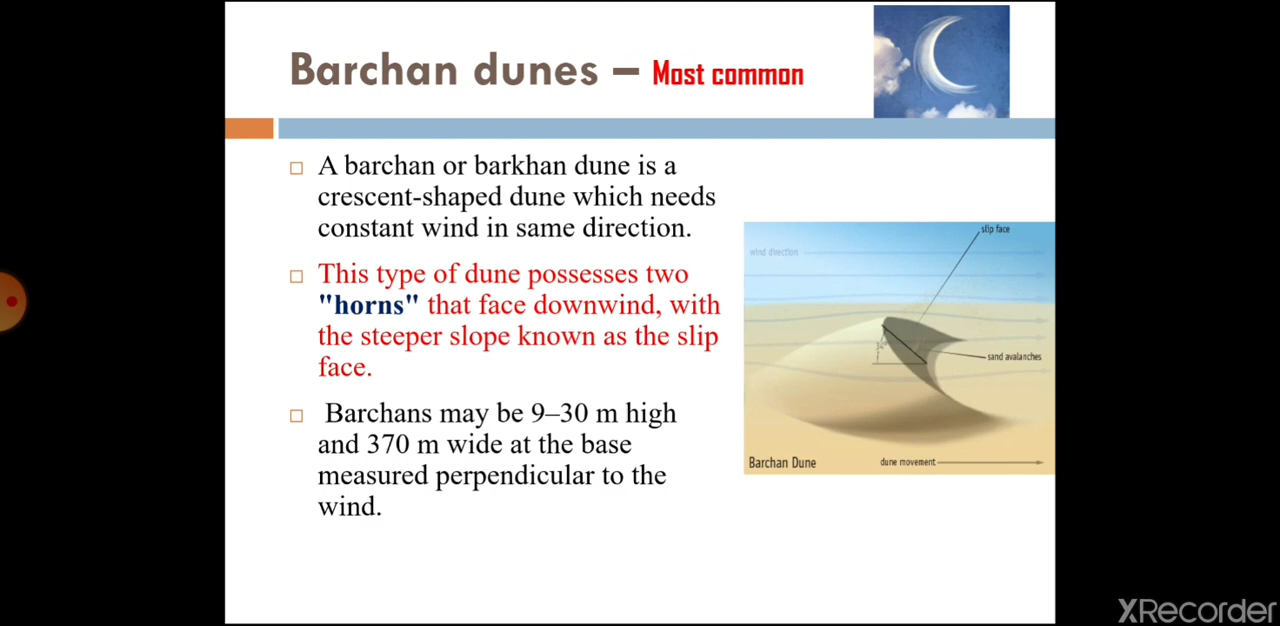 Barchan dunes – Most common
A barchan or barkhan dune is a
crescent-shaped dune which needs
constant wind in same direction.
This type of dune possesses two
"horns" that face downwind, with
the steeper slope known as the slip
face.
Barchans may be 9–30 m high
and 370 m wide at the base
measured perpendicular to the
wind.
slip face
wind direction
sand avalanches
Barchan Dune
dune movement
XRecorder